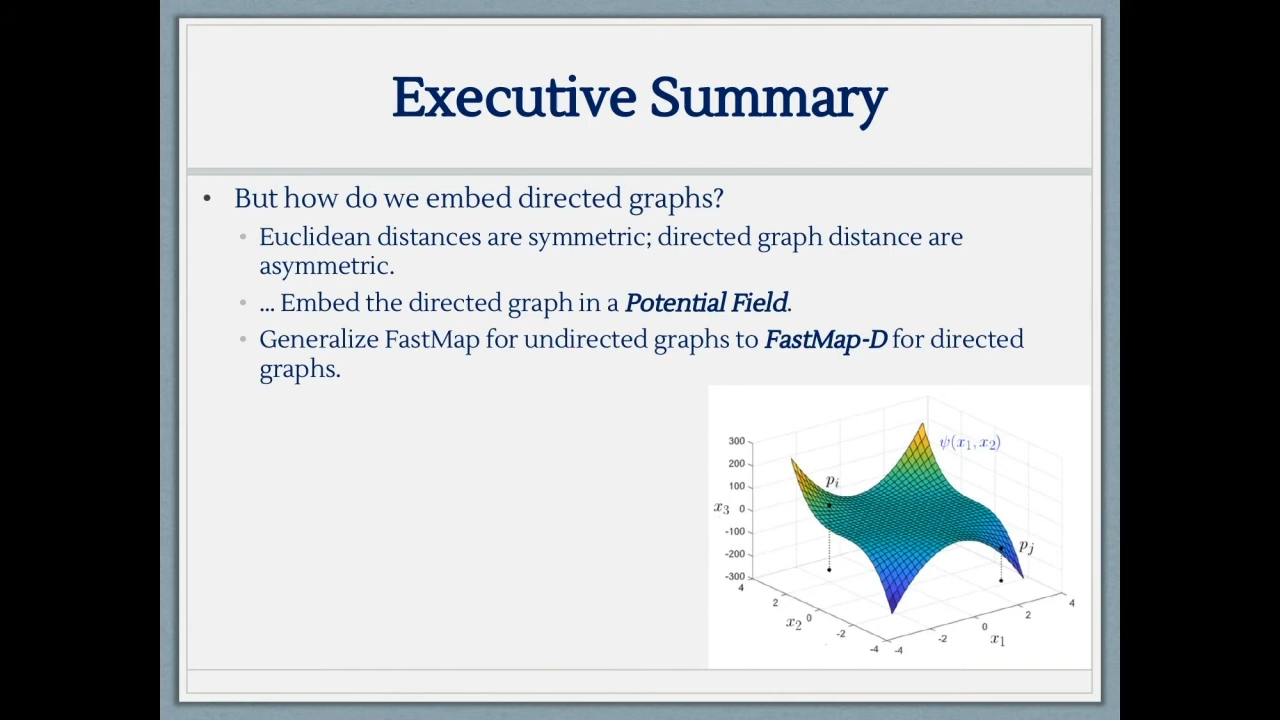 Executive Summary
• But how do we embed directed graphs?
• Euclidean distances are symmetric; directed graph distance are
asymmetric.
• ... Embed the directed graph in a Potential Field.
• Generalize FastMap for undirected graphs to FastMap-D for directed
graphs.
ψ(x₁, x₂)
300
200
100
0
-100
-200
-300
x₃
pᵢ
pⱼ
4
2
0
-2
-4
x₂
-4
-2
0
2
4
x₁